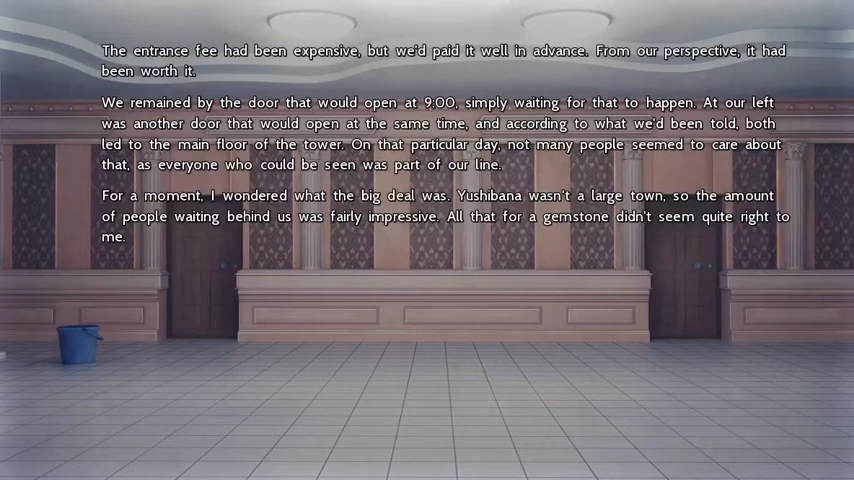 The entrance fee had been expensive, but we'd paid it well in advance. From our perspective, it had
been worth it.
We remained by the door that would open at 9:00, simply waiting for that to happen. At our left
was another door that would open at the same time, and according to what we'd been told, both
led to the main floor of the tower. On that particular day, not many people seemed to care about
that, as everyone who could be seen was part of our line.
For a moment, I wondered what the big deal was. Yushibana wasn't a large town, so the amount
of people waiting behind us was fairly impressive. All that for a gemstone didn't seem quite right to
me.